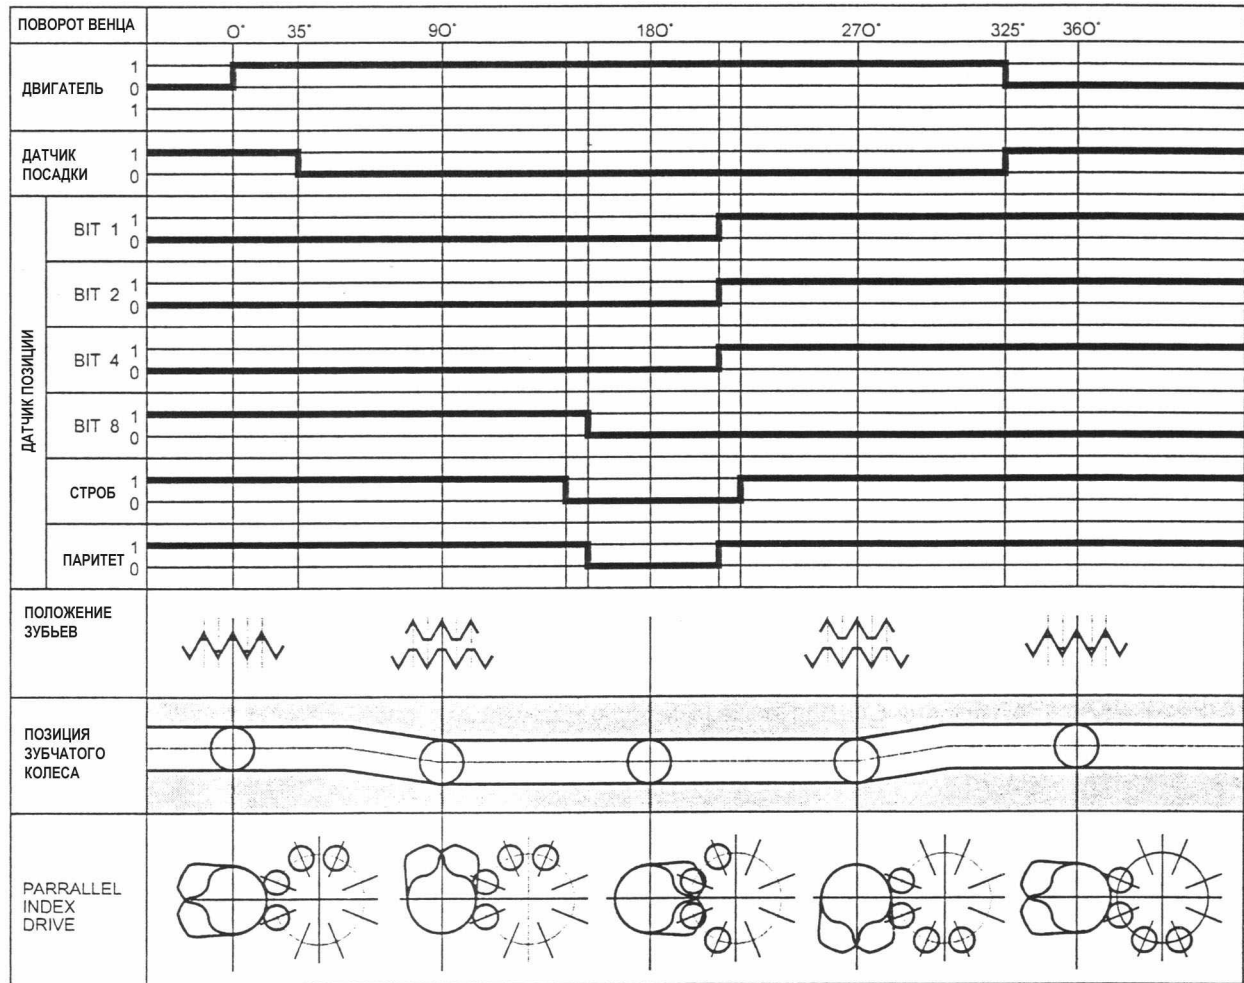 ПОВОРОТ ВЕНЦА 0° 35° 90° 180° 270° 325° 360°
ДВИГАТЕЛЬ
1
0
1
ДАТЧИК
ПОСАДКИ
1
0
ДАТЧИК ПОЗИЦИИ
BIT 1
1
0
BIT 2
1
0
BIT 4
1
0
BIT 8
1
0
СТРОБ
1
0
ПАРИТЕТ
1
0
ПОЛОЖЕНИЕ
ЗУБЬЕВ
ПОЗИЦИЯ
ЗУБЧАТОГО
КОЛЕСА
PARRALLEL
INDEX
DRIVE